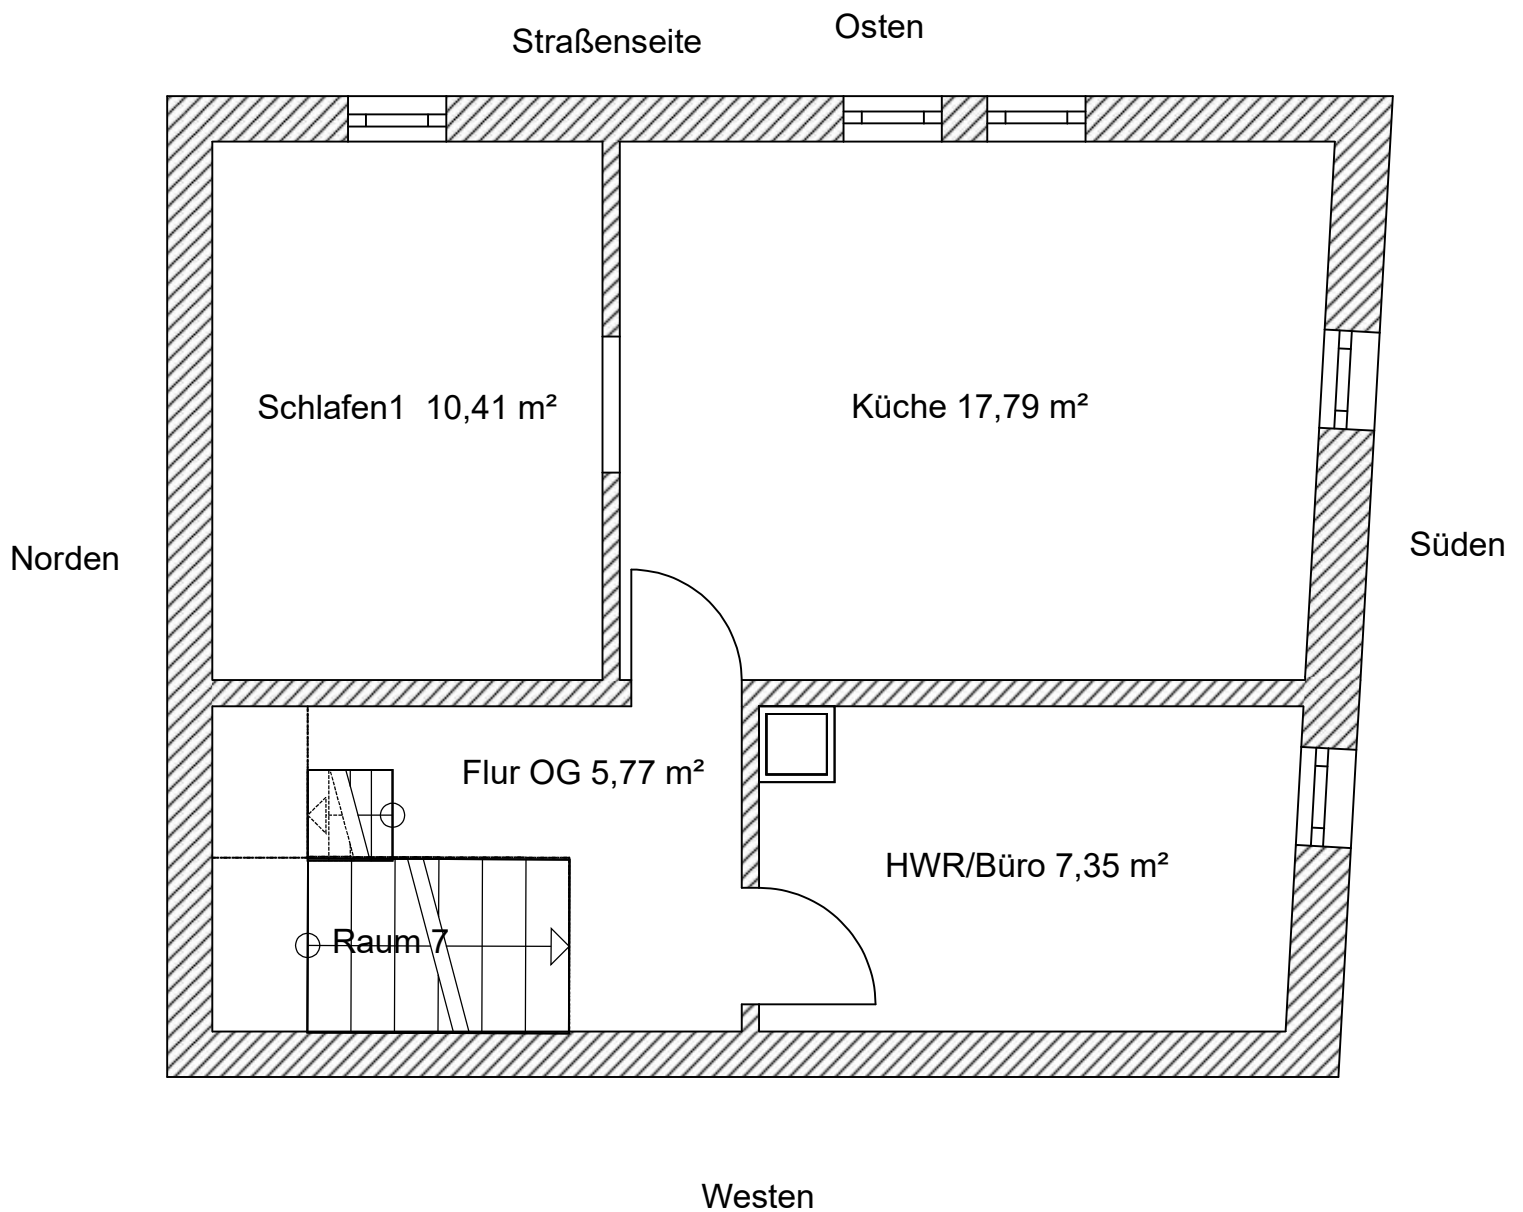 Straßenseite
Osten
Schlafen1  10,41 m²
Küche 17,79 m²
Norden
Süden
Flur OG 5,77 m²
HWR/Büro 7,35 m²
Raum 7
Westen